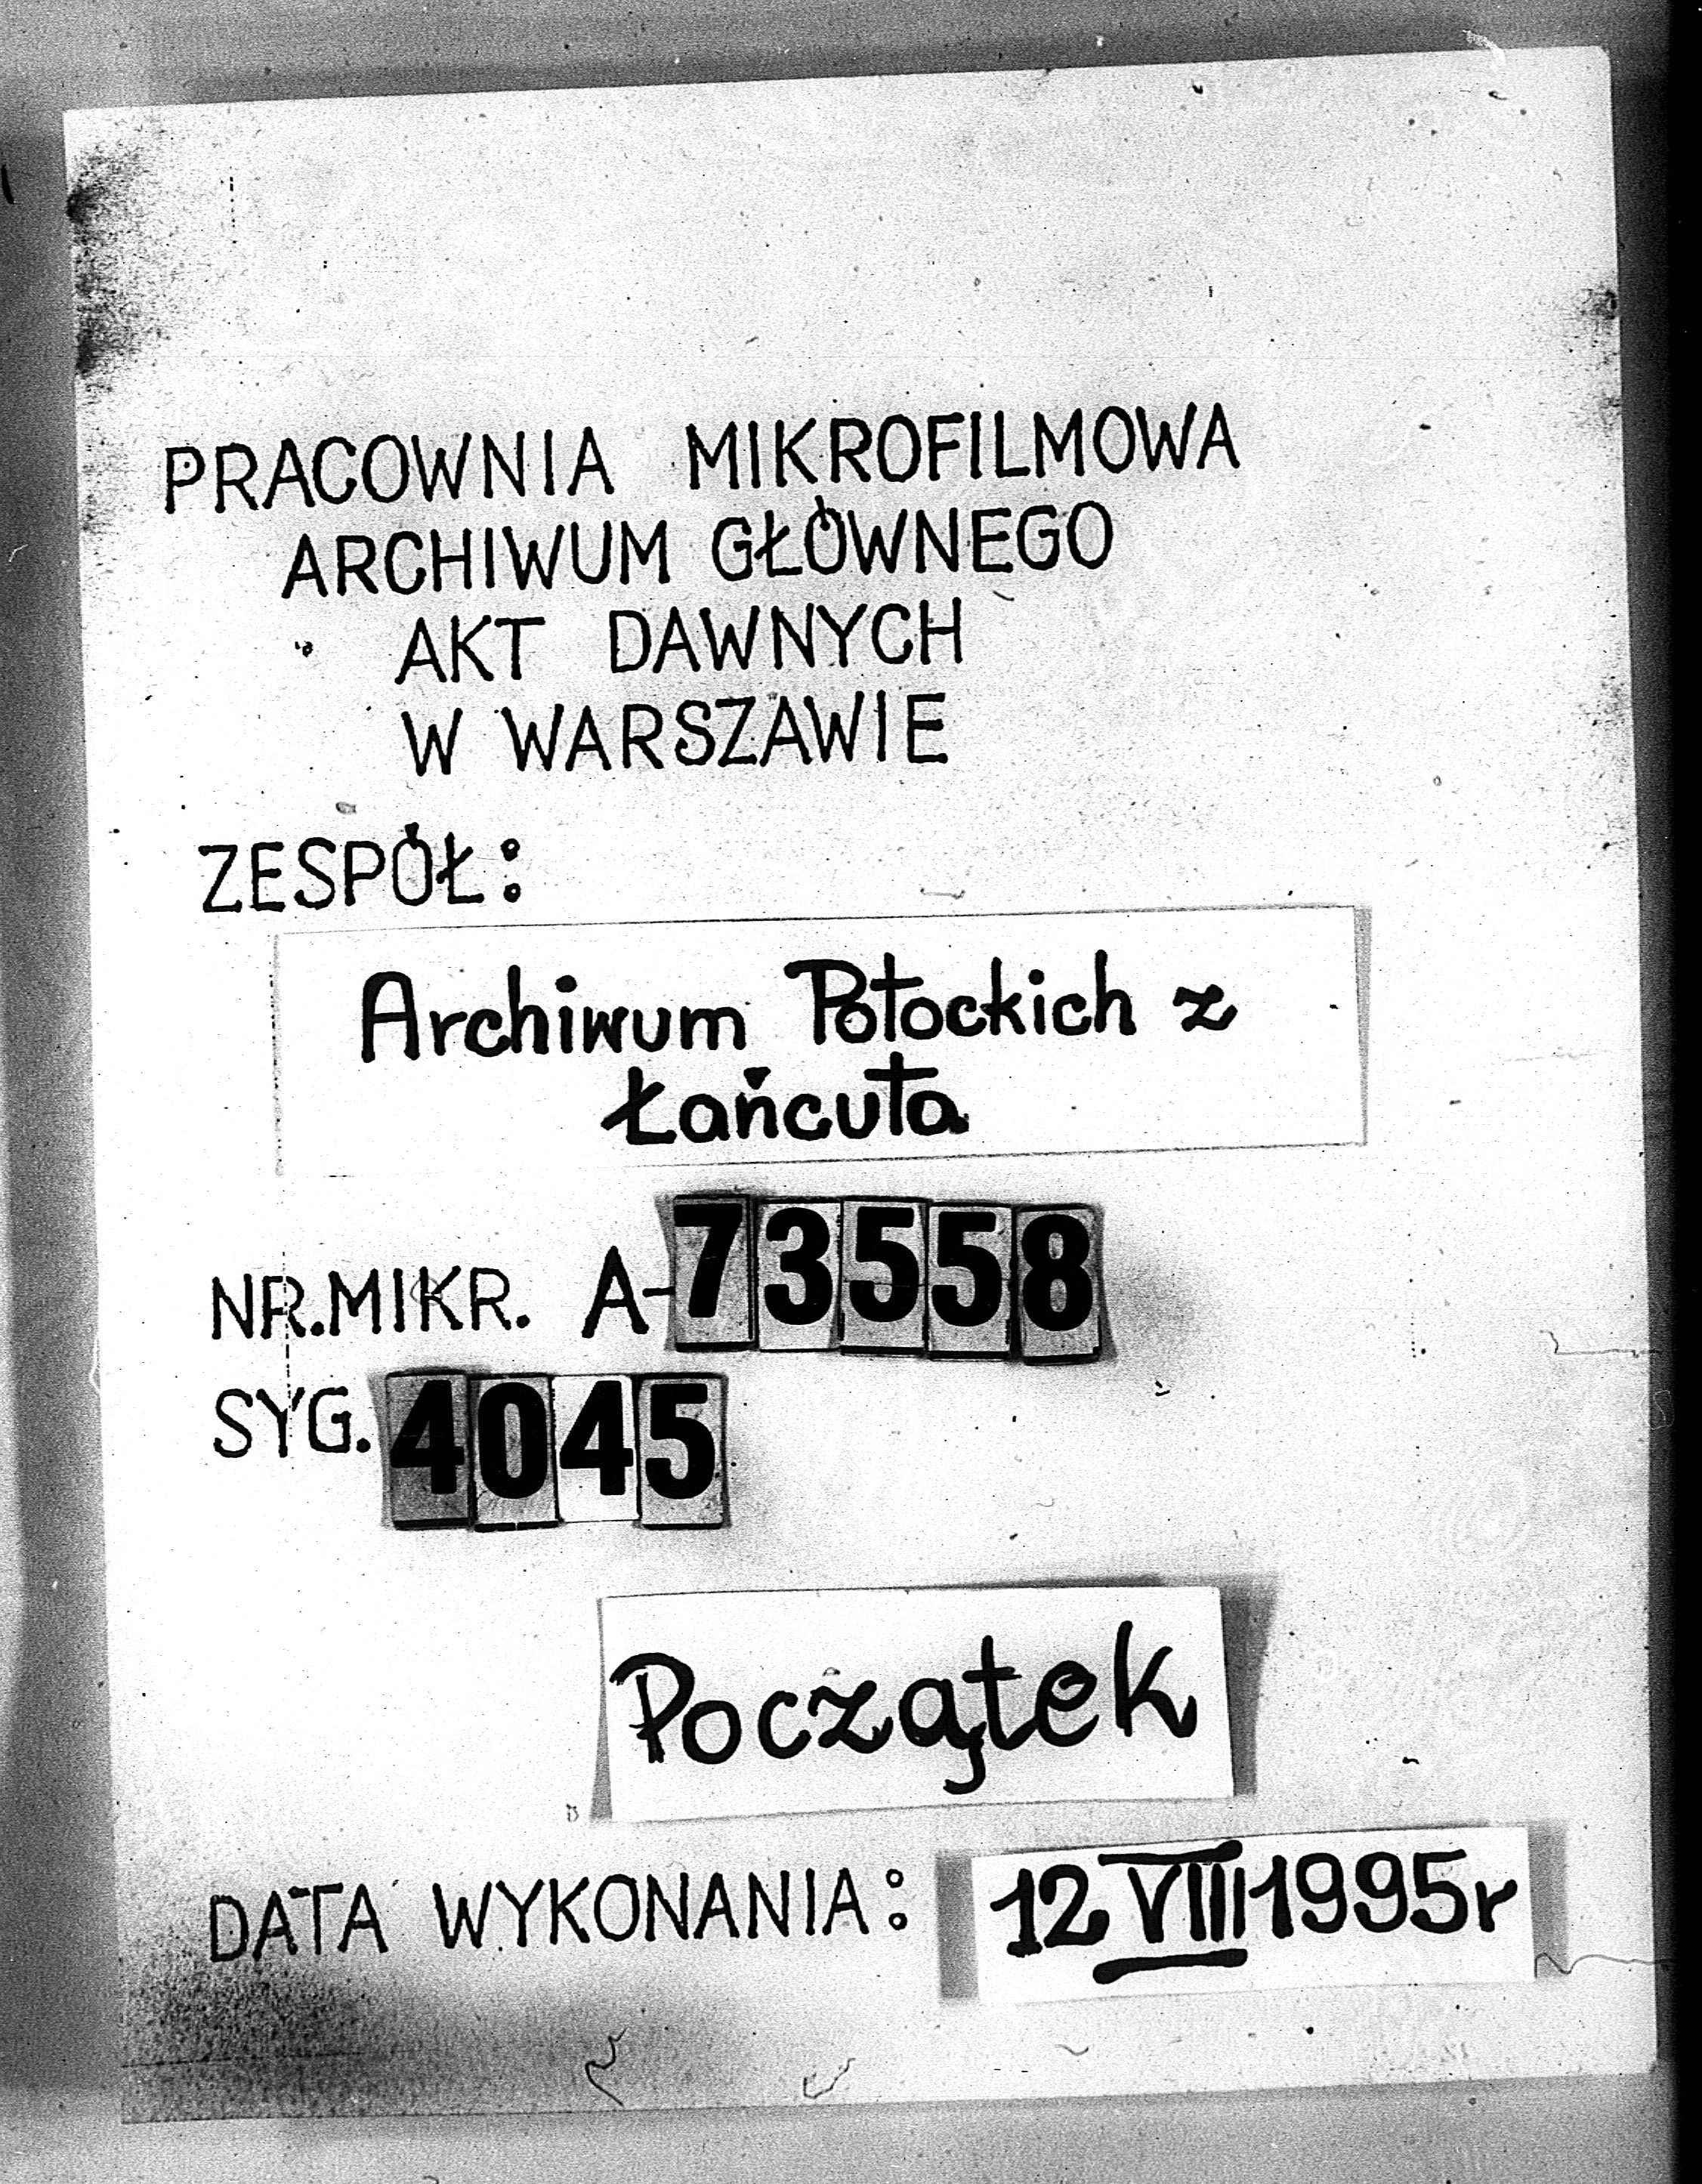 PRACOWNIA MIKROFILMOWA
ARCHIWUM GŁÓWNEGO
AKT DAWNYCH
W WARSZAWIE
ZESPÓŁ:
Archiwum Potockich z
Łańcuta
NR.MIKR. A-73558
SYG. 4045
Początek
DATA WYKONANIA: 12 VIII 1995r